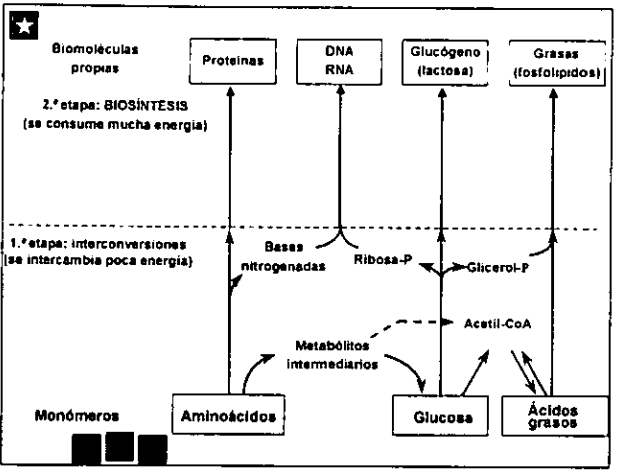 Biomoléculas
propias
Proteínas
DNA
RNA
Glucógeno
(lactosa)
Grasas
(fosfolípidos)
2.ª etapa: BIOSÍNTESIS
(se consume mucha energía)
1.ª etapa: interconversiones
(se intercambia poca energía)
Bases
nitrogenadas
Ribosa-P
Glicerol-P
Acetil-CoA
Metabólitos
intermediarios
Monómeros
Aminoácidos
Glucosa
Ácidos
grasos